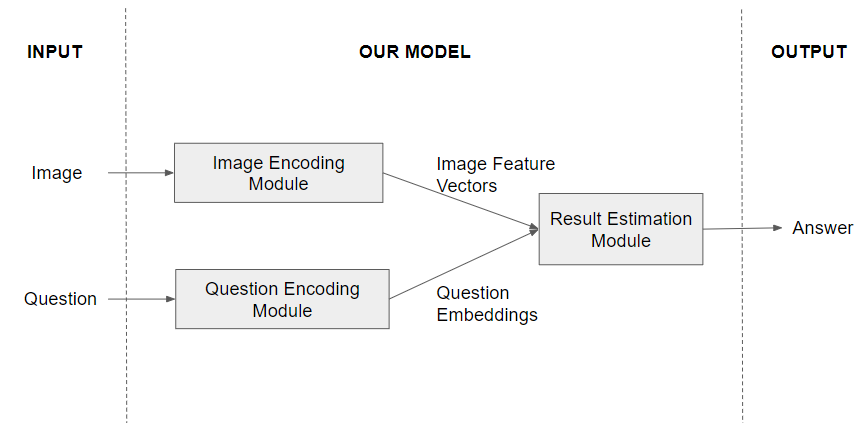 INPUT
OUR MODEL
OUTPUT
Image
Image Encoding
Module
Image Feature
Vectors
Result Estimation
Module
Answer
Question
Question Encoding
Module
Question
Embeddings